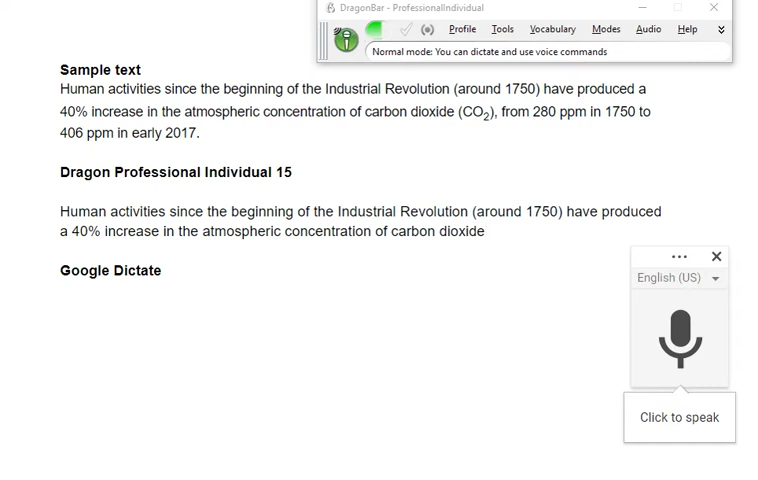 DragonBar - ProfessionalIndividual
Profile Tools Vocabulary Modes Audio Help
Normal mode: You can dictate and use voice commands
Sample text
Human activities since the beginning of the Industrial Revolution (around 1750) have produced a
40% increase in the atmospheric concentration of carbon dioxide (CO₂), from 280 ppm in 1750 to
406 ppm in early 2017.
Dragon Professional Individual 15
Human activities since the beginning of the Industrial Revolution (around 1750) have produced
a 40% increase in the atmospheric concentration of carbon dioxide
Google Dictate
English (US)
Click to speak